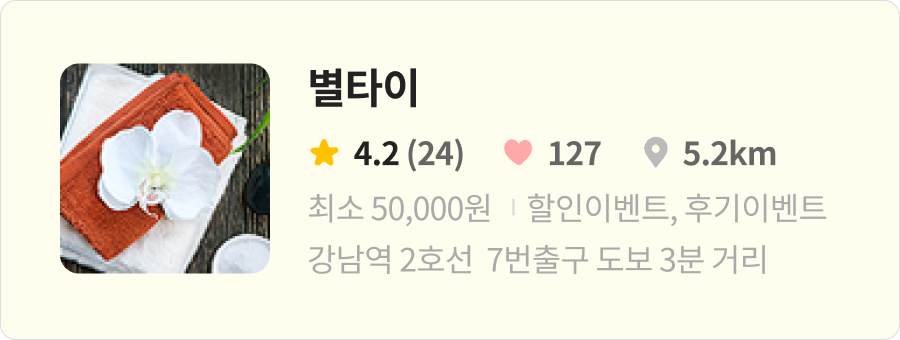 별타이
4.2 (24) 127 5.2km
최소 50,000원 | 할인이벤트, 후기이벤트
강남역 2호선 7번출구 도보 3분 거리